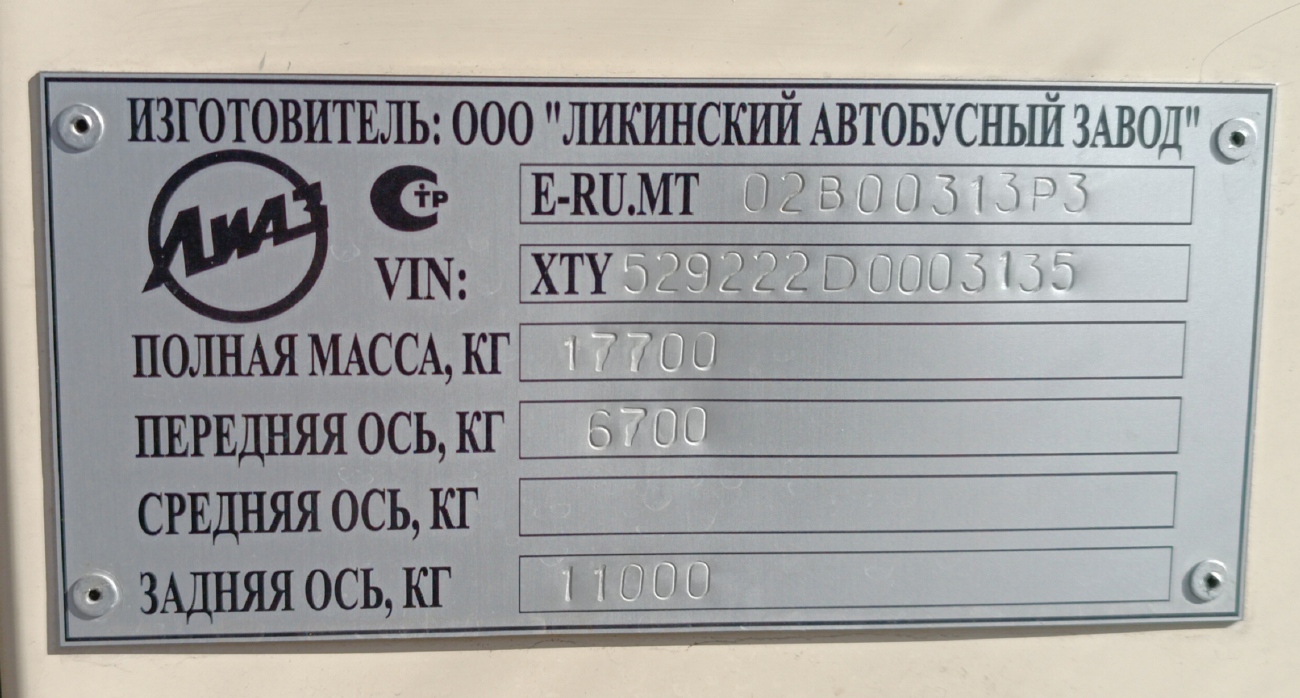 ИЗГОТОВИТЕЛЬ: ООО "ЛИКИНСКИЙ АВТОБУСНЫЙ ЗАВОД"
ЛИАЗ СТР E-RU.MT 02B00313P3
VIN: XTY529222D0003135
ПОЛНАЯ МАССА, КГ 17700
ПЕРЕДНЯЯ ОСЬ, КГ 6700
СРЕДНЯЯ ОСЬ, КГ
ЗАДНЯЯ ОСЬ, КГ 11000